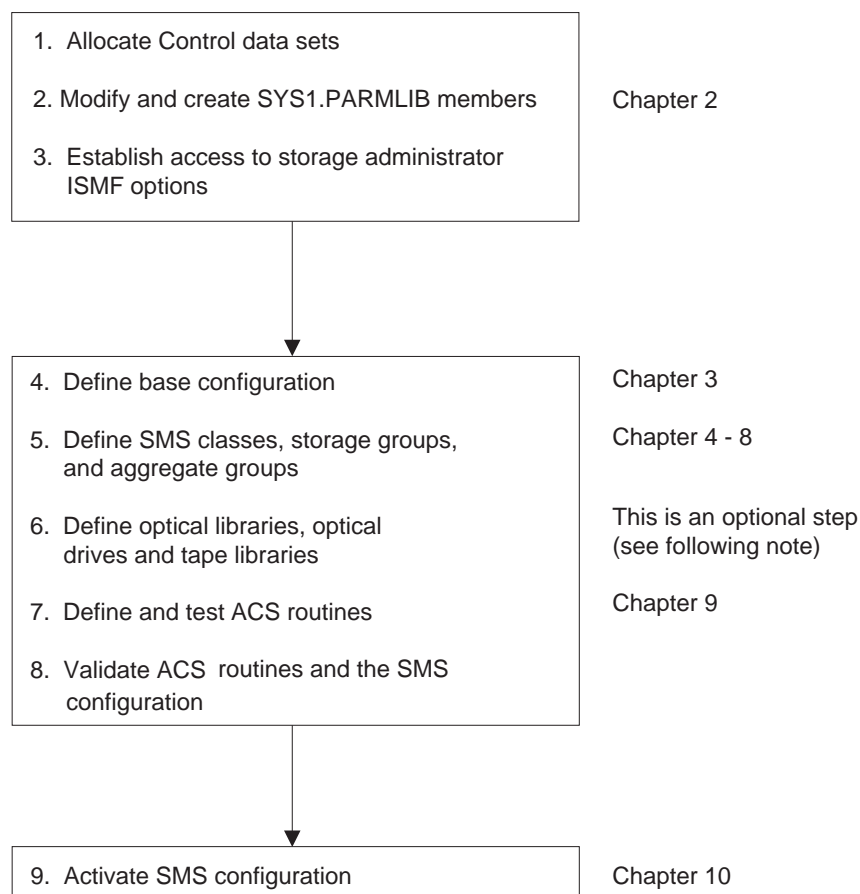 1. Allocate Control data sets
2. Modify and create SYS1.PARMLIB members
Chapter 2
3. Establish access to storage administrator
ISMF options
4. Define base configuration
Chapter 3
5. Define SMS classes, storage groups,
and aggregate groups
Chapter 4 - 8
6. Define optical libraries, optical
drives and tape libraries
This is an optional step
(see following note)
7. Define and test ACS routines
Chapter 9
8. Validate ACS routines and the SMS
configuration
9. Activate SMS configuration
Chapter 10